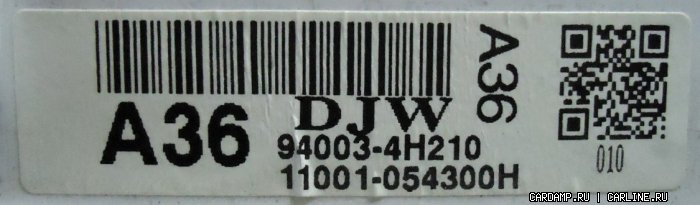 A36
DJW
94003-4H210
11001-054300H
A36
010
CARDAMP.RU | CARLINE.RU